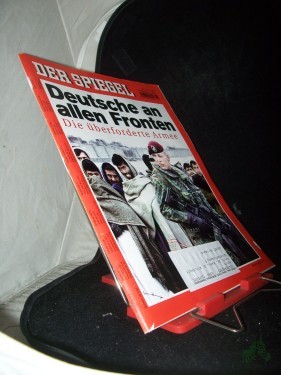 DER SPIEGEL
Deutsche an
allen Fronten
Die überforderte Armee